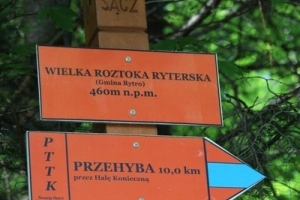 SĄCZ
WIELKA ROZTOKA RYTERSKA
(Gmina Rytro)
460m n.p.m.
PTTK
PRZEHYBA 10,0 km
przez Halę Konieczną